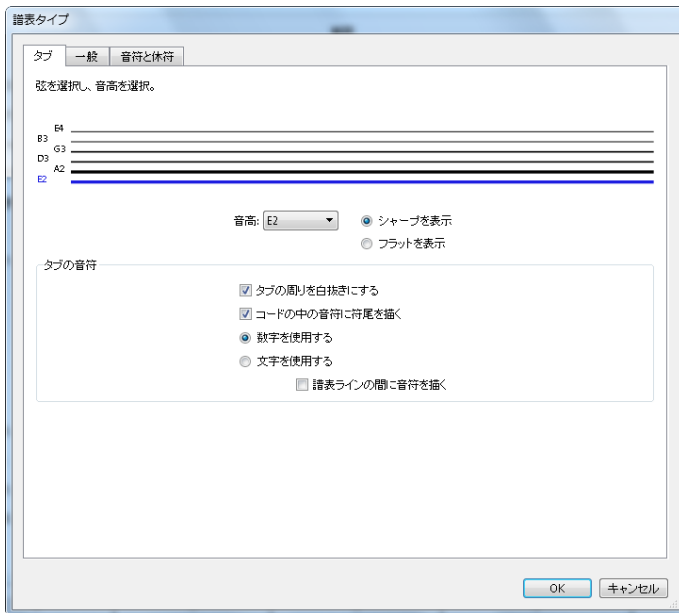 譜表タイプ
タブ 一般 音符と休符
弦を選択し、音高を選択。
E4
B3
G3
D3
A2
E2
音高: E2 シャープを表示
フラットを表示
タブの音符
タブの周りを白抜きにする
コードの中の音符に符尾を描く
数字を使用する
文字を使用する
譜表ラインの間に音符を描く
OK キャンセル